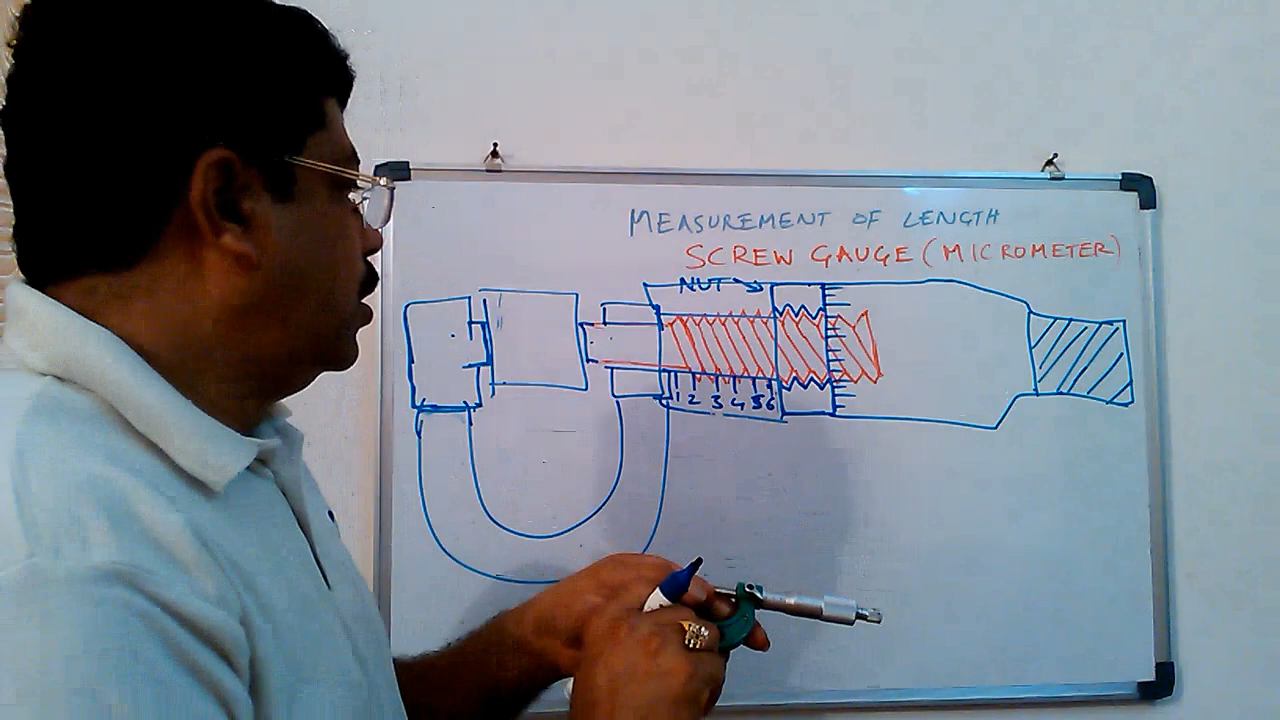 MEASUREMENT OF LENGTH
SCREW GAUGE (MICROMETER)
NUT
1 2 3 4 5 6